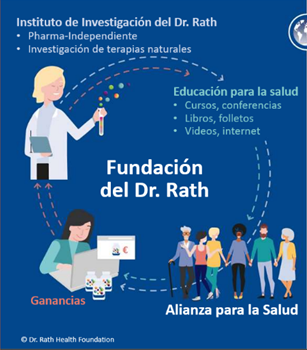 Instituto de Investigación del Dr. Rath
• Pharma-Independiente
• Investigación de terapias naturales
Educación para la salud
• Cursos, conferencias
• Libros, folletos
• Videos, internet
Fundación
del Dr. Rath
Ganancias
Alianza para la Salud
© Dr. Rath Health Foundation